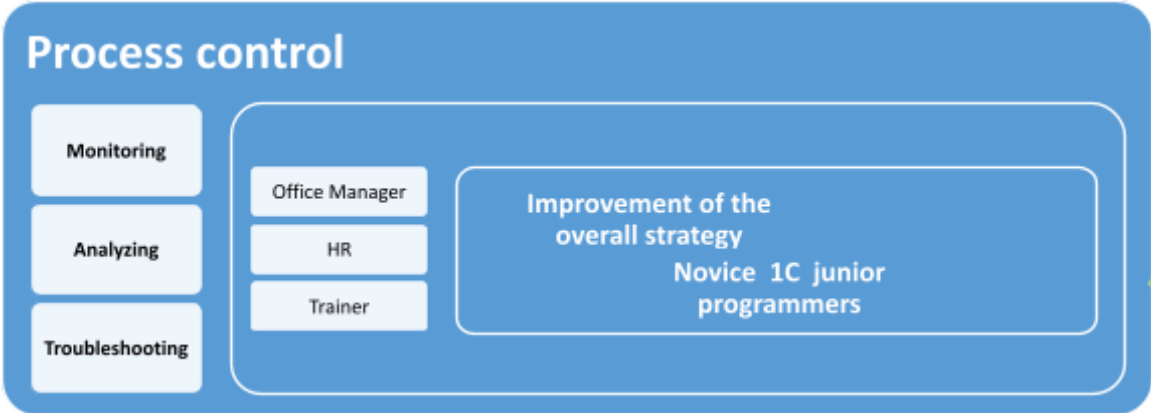 Process control
Monitoring
Analyzing
Troubleshooting
Office Manager
HR
Trainer
Improvement of the
overall strategy
Novice 1C junior
programmers